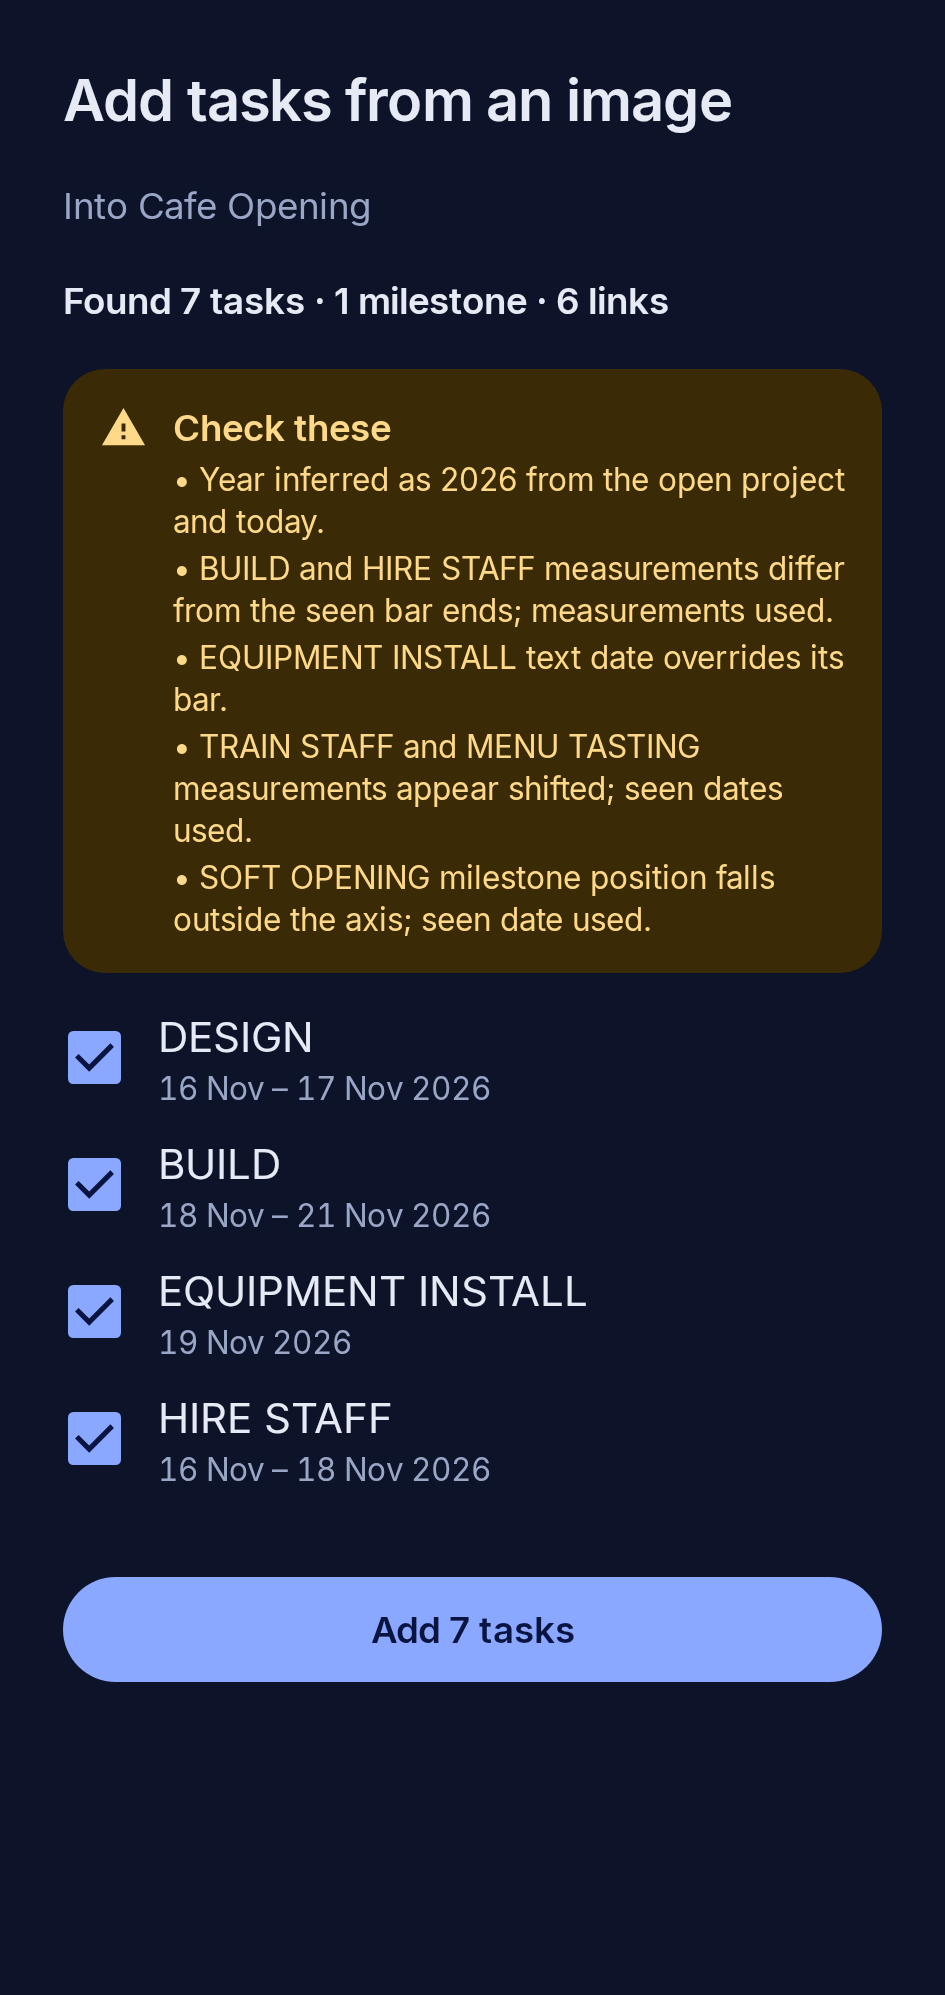 Add tasks from an image
Into Cafe Opening
Found 7 tasks · 1 milestone · 6 links
Check these
• Year inferred as 2026 from the open project
and today.
• BUILD and HIRE STAFF measurements differ
from the seen bar ends; measurements used.
• EQUIPMENT INSTALL text date overrides its
bar.
• TRAIN STAFF and MENU TASTING
measurements appear shifted; seen dates
used.
• SOFT OPENING milestone position falls
outside the axis; seen date used.
DESIGN
16 Nov – 17 Nov 2026
BUILD
18 Nov – 21 Nov 2026
EQUIPMENT INSTALL
19 Nov 2026
HIRE STAFF
16 Nov – 18 Nov 2026
Add 7 tasks